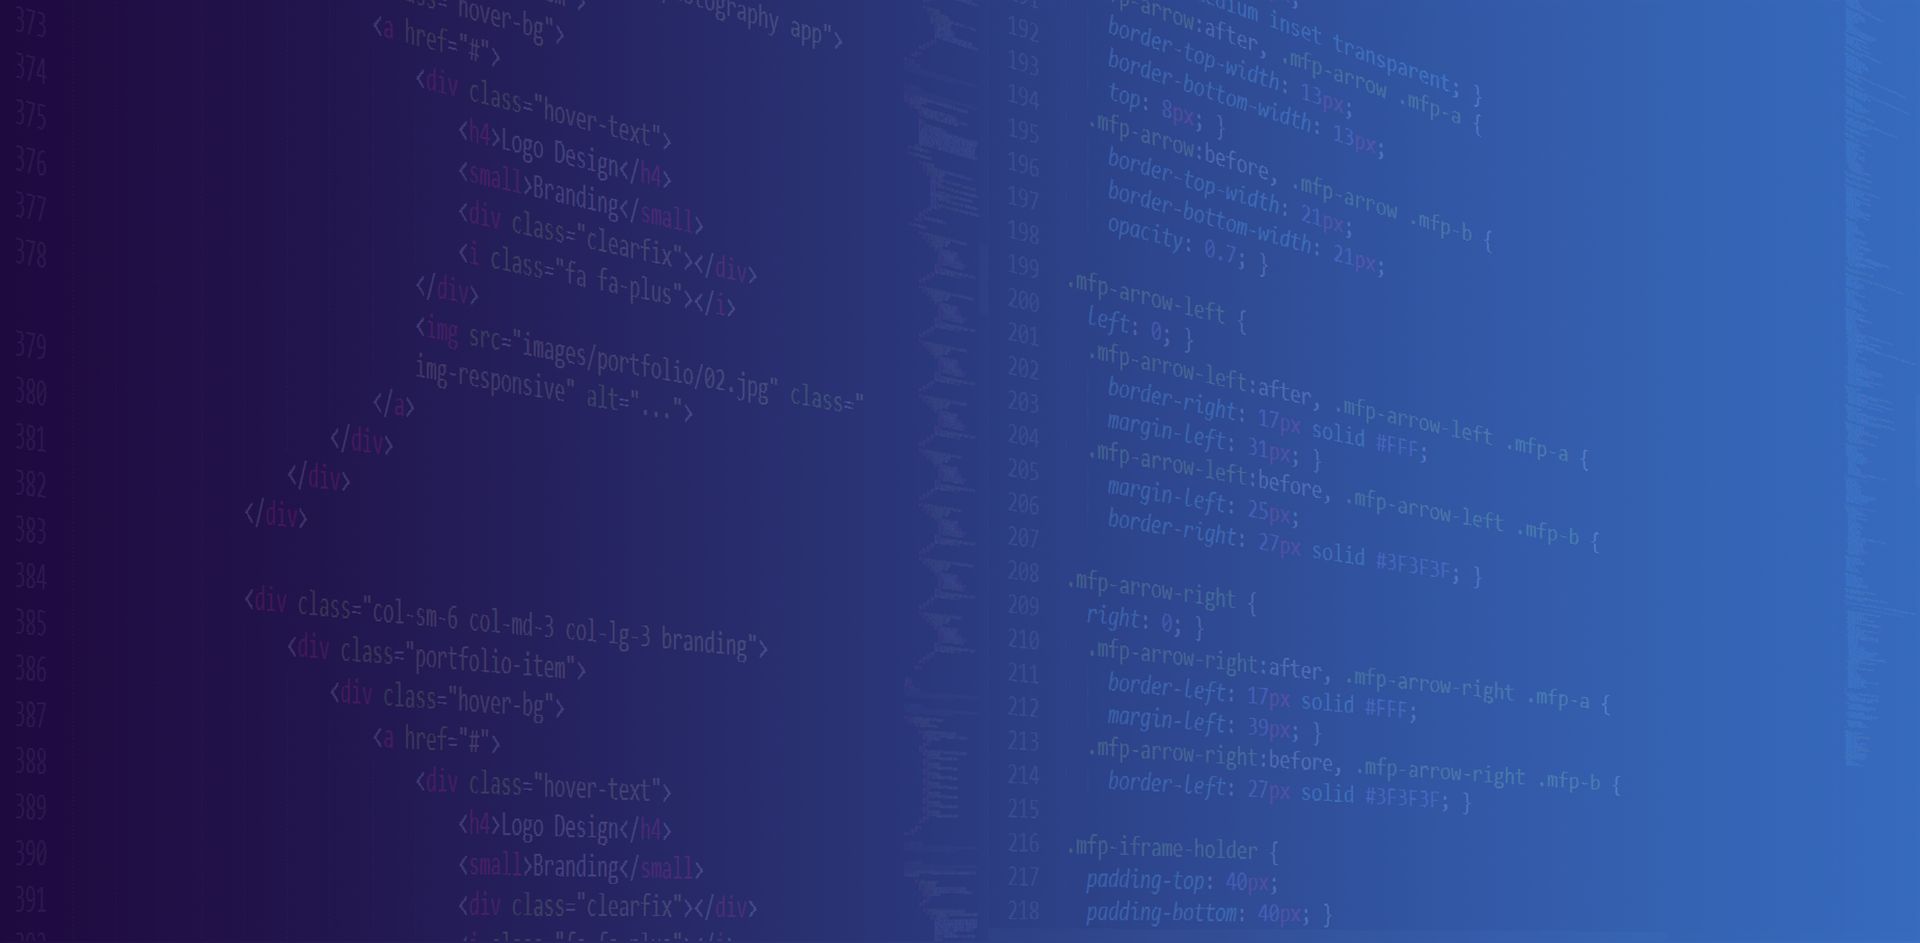 373
374
375
376
377
378
379
380
381
382
383
384
385
386
387
388
389
390
391
hover-bg">
<a href="#">
<div class="hover-text">
<h4>Logo Design</h4>
<small>Branding</small>
<div class="clearfix"></div>
<i class="fa fa-plus"></i>
</div>
<img src="images/portfolio/02.jpg" class="
img-responsive" alt="...">
</a>
</div>
</div>
</div>
<div class="col-sm-6 col-md-3 col-lg-3 branding">
<div class="portfolio-item">
<div class="hover-bg">
<a href="#">
<div class="hover-text">
<h4>Logo Design</h4>
<small>Branding</small>
<div class="clearfix"></div>
app">
192
193
194
195
196
197
198
199
200
201
202
203
204
205
206
207
208
209
210
211
212
213
214
215
216
217
218
inset transparent; }
:after, .mfp-arrow .mfp-a {
border-top-width: 13px;
border-bottom-width: 13px;
top: 8px; }
.mfp-arrow:before, .mfp-arrow .mfp-b {
border-top-width: 21px;
border-bottom-width: 21px;
opacity: 0.7; }
.mfp-arrow-left {
left: 0; }
.mfp-arrow-left:after, .mfp-arrow-left .mfp-a {
border-right: 17px solid #FFF;
margin-left: 31px; }
.mfp-arrow-left:before, .mfp-arrow-left .mfp-b {
margin-left: 25px;
border-right: 27px solid #3F3F3F; }
.mfp-arrow-right {
right: 0; }
.mfp-arrow-right:after, .mfp-arrow-right .mfp-a {
border-left: 17px solid #FFF;
margin-left: 39px; }
.mfp-arrow-right:before, .mfp-arrow-right .mfp-b {
border-left: 27px solid #3F3F3F; }
.mfp-iframe-holder {
padding-top: 40px;
padding-bottom: 40px; }